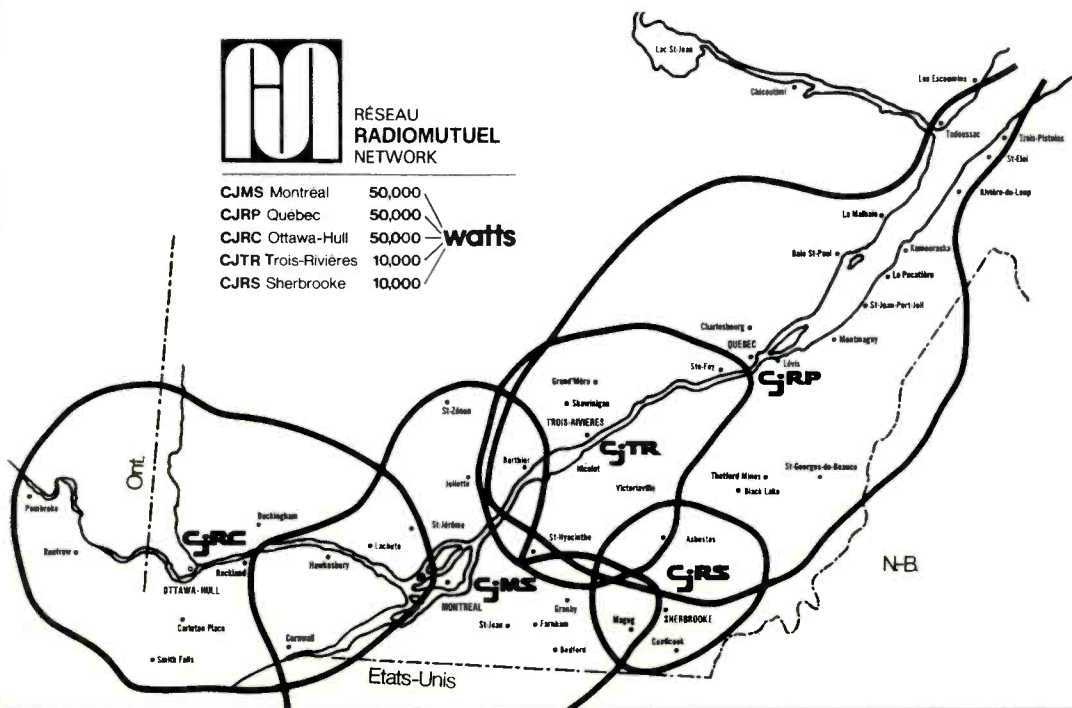 RÉSEAU
RADIOMUTUEL
NETWORK
CJMS Montréal 50,000
CJRP Québec 50,000
CJRC Ottawa-Hull 50,000
CJTR Trois-Rivières 10,000
CJRS Sherbrooke 10,000
watts
Lac St-Jean
Chicoutimi
Les Escoumins
Tadoussac
Trois-Pistoles
St-Eloi
Rivière-du-Loup
La Malbaie
Baie St-Paul
Kamouraska
La Pocatière
St-Jean-Port-Joli
Montmagny
Charlesbourg
QUÉBEC
Lévis
Ste-Foy
CJRP
Grand'Mère
Shawinigan
TROIS-RIVIÈRES
CJTR
Nicolet
Victoriaville
Thetford Mines
Black Lake
St-Georges-de-Beauce
St-Zénon
Berthier
Joliette
St-Jérôme
Lachute
Hawkesbury
Buckingham
Ont.
Pembroke
Renfrew
CJRC
Rockland
OTTAWA-HULL
Carleton Place
Smith Falls
Cornwall
MONTRÉAL
CJMS
St-Hyacinthe
St-Jean
Farnham
Granby
Bedford
Asbestos
CJRS
SHERBROOKE
Magog
Coaticook
N-B.
Etats-Unis